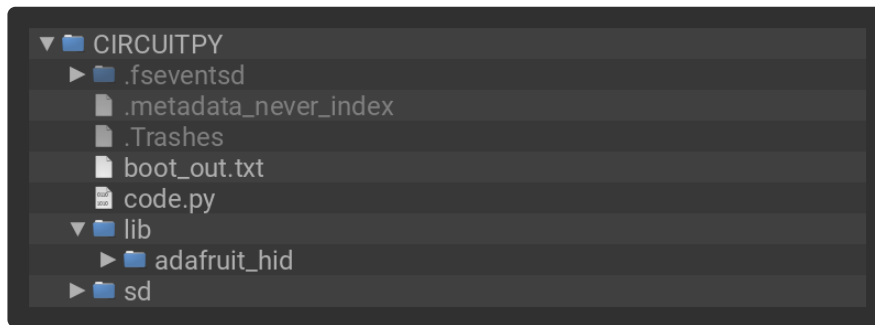 CIRCUITPY
.fseventsd
.metadata_never_index
.Trashes
boot_out.txt
code.py
lib
adafruit_hid
sd